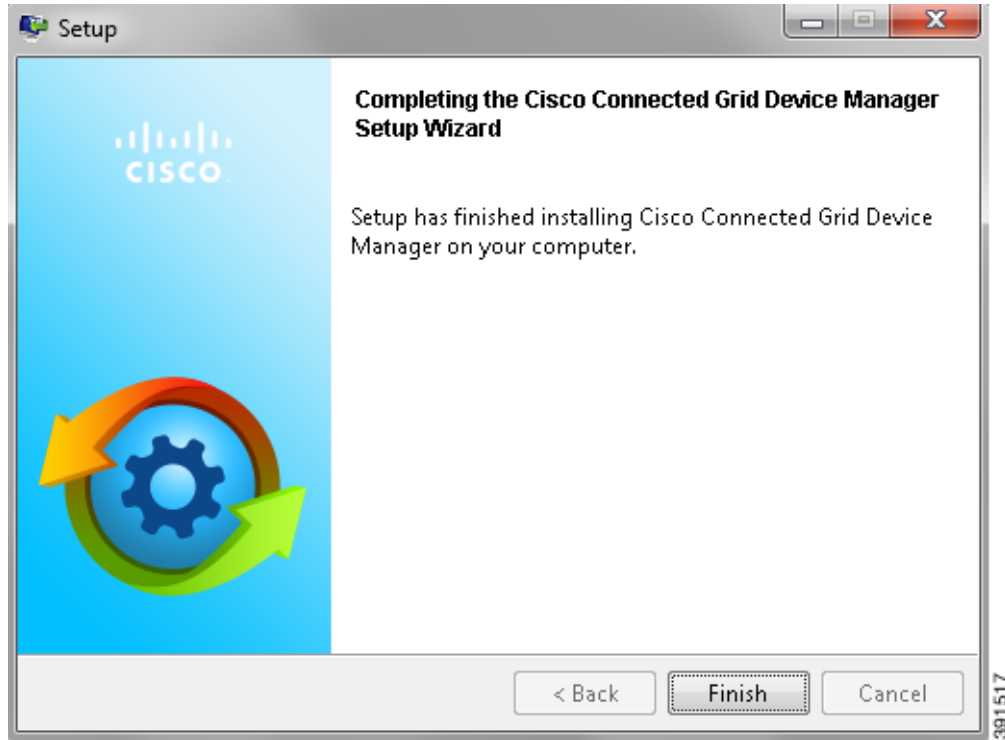 Setup
Completing the Cisco Connected Grid Device Manager
Setup Wizard
CISCO
Setup has finished installing Cisco Connected Grid Device
Manager on your computer.
< Back
Finish
Cancel
391517